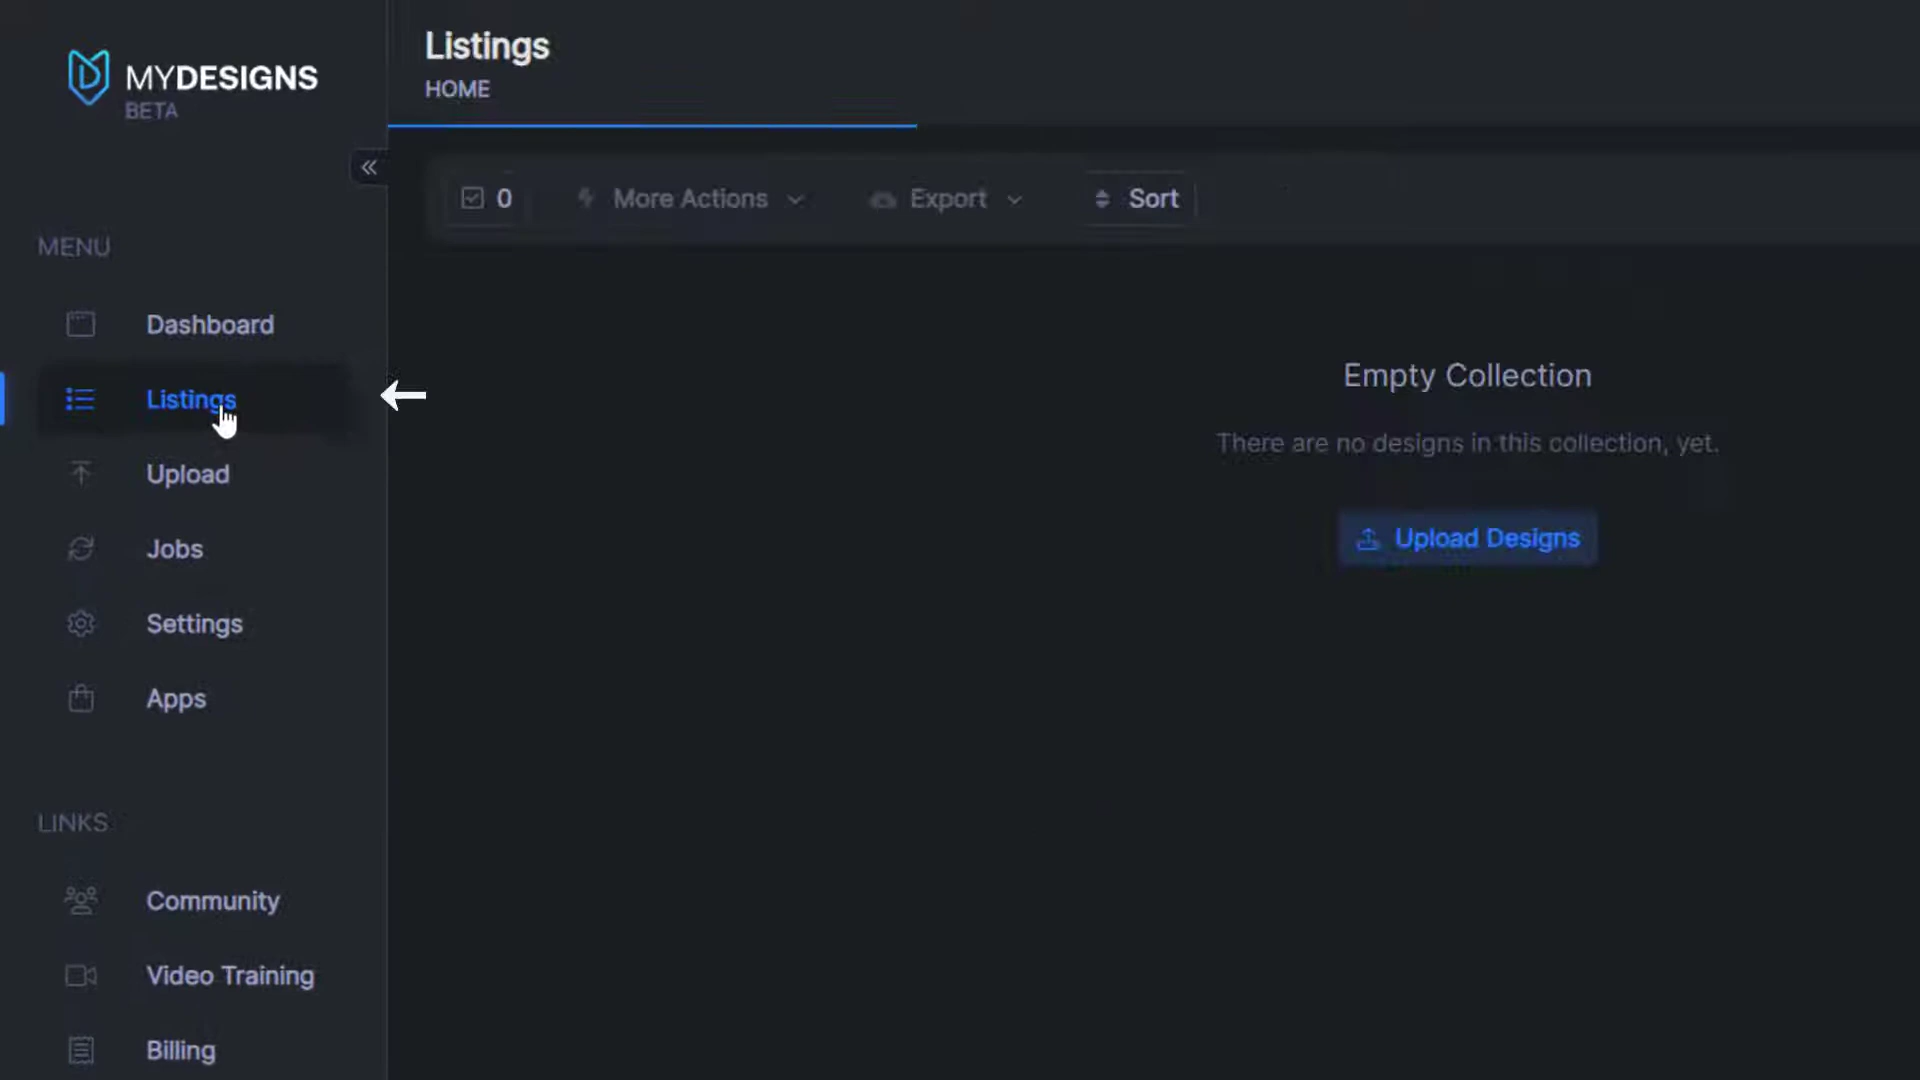 MYDESIGNS
BETA
Listings
HOME
0
More Actions
Export
Sort
MENU
Dashboard
Listings
Upload
Jobs
Settings
Apps
Empty Collection
There are no designs in this collection, yet.
Upload Designs
LINKS
Community
Video Training
Billing